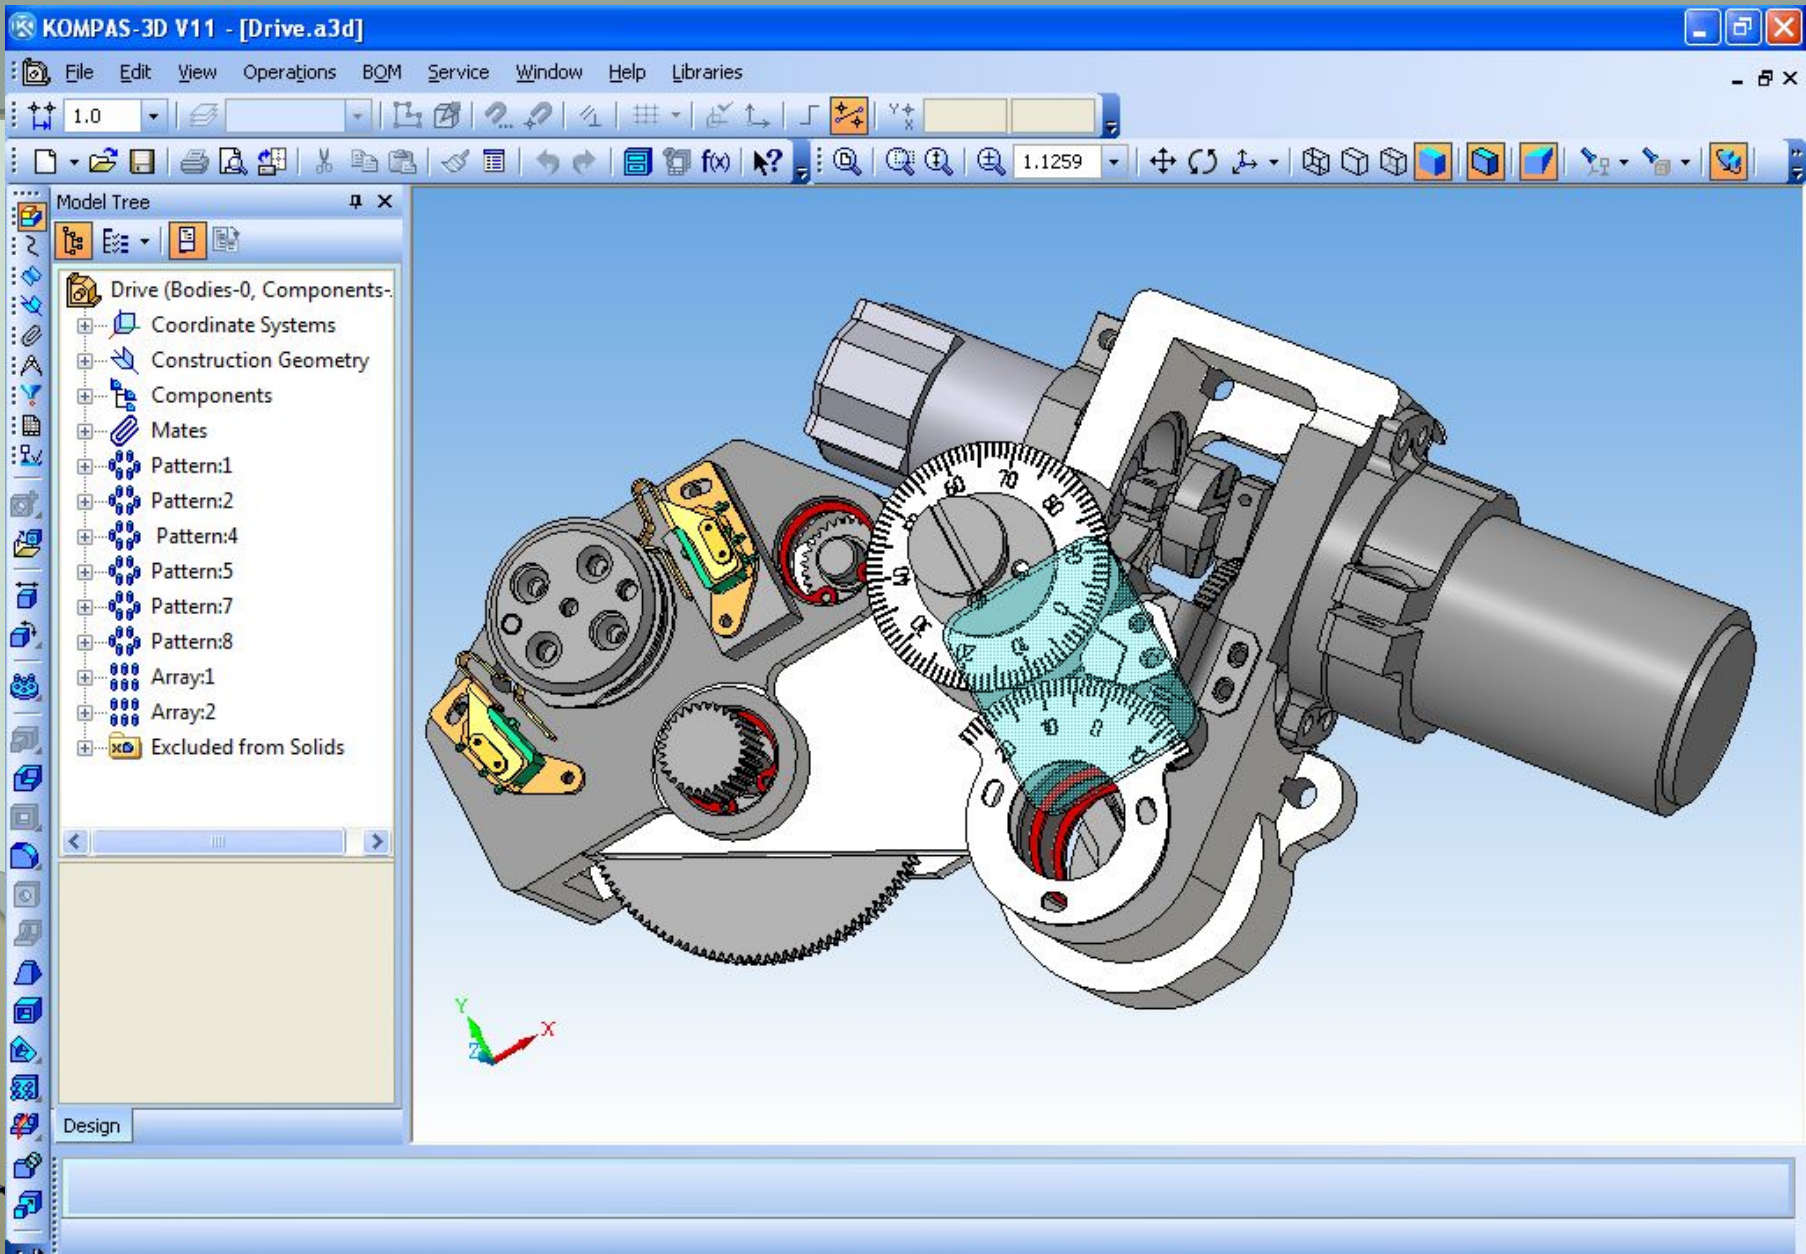 KOMPAS-3D V11 - [Drive.a3d]
File Edit View Operations BOM Service Window Help Libraries
1.0
f(x) 1.1259
Model Tree
Drive (Bodies-0, Components-
Coordinate Systems
Construction Geometry
Components
Mates
Pattern:1
Pattern:2
Pattern:4
Pattern:5
Pattern:7
Pattern:8
Array:1
Array:2
Excluded from Solids
Design
60 70 80
10 0
Y
X
Z